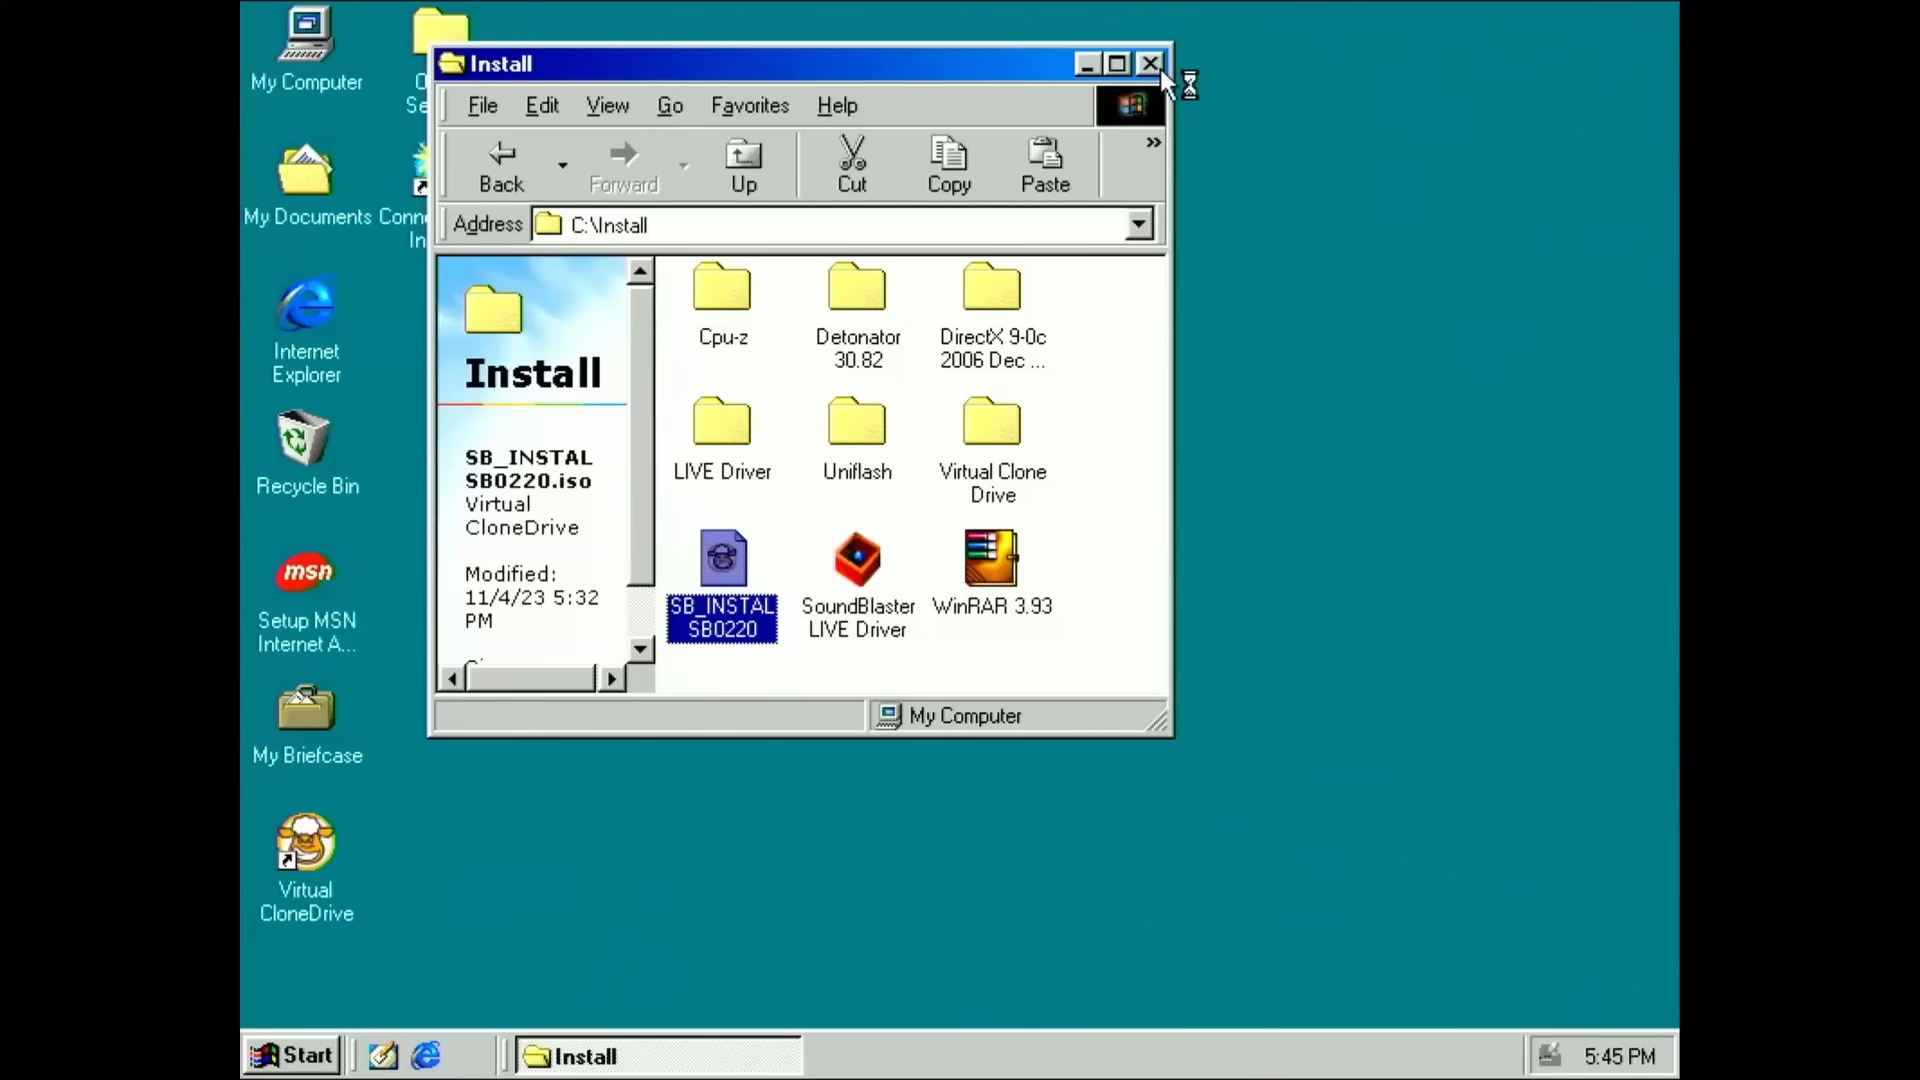 My Computer
O
Se
My Documents
Conn
In
Internet
Explorer
Recycle Bin
msn
Setup MSN
Internet A...
My Briefcase
Virtual
CloneDrive
Install
File Edit View Go Favorites Help
Back Forward Up Cut Copy Paste »
Address C:\Install
Install
SB_INSTAL
SB0220.iso
Virtual
CloneDrive
Modified:
11/4/23 5:32
PM
Cpu-z
Detonator
30.82
DirectX 9-0c
2006 Dec ...
LIVE Driver
Uniflash
Virtual Clone
Drive
SB_INSTAL
SB0220
SoundBlaster
LIVE Driver
WinRAR 3.93
My Computer
Start
Install
5:45 PM